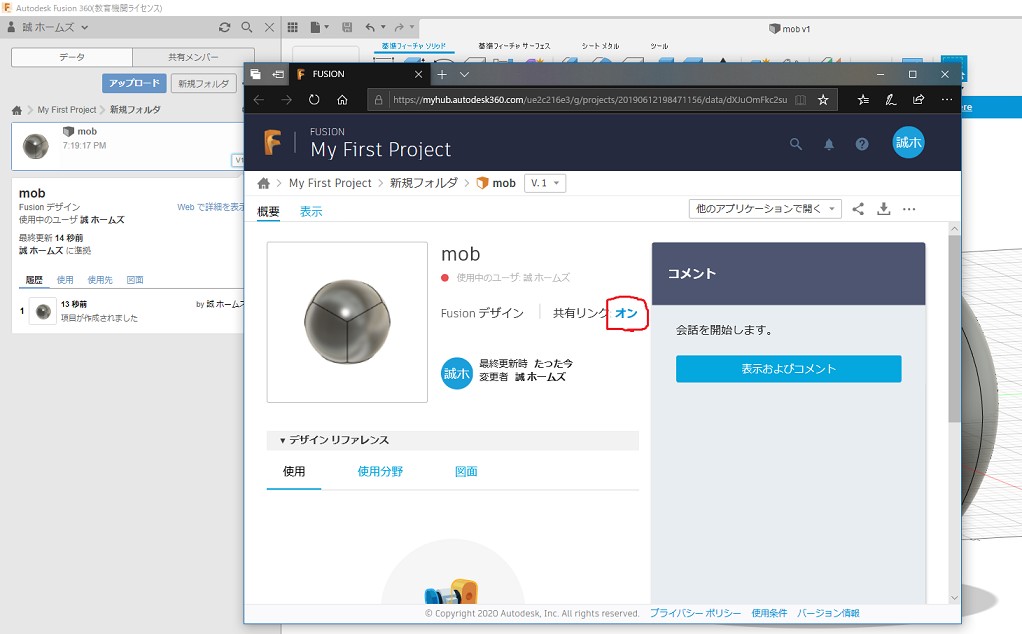 Autodesk Fusion 360(教育機関ライセンス)
誠 ホームズ
mob v1
データ
共有メンバー
アップロード
新規フォルダ
My First Project
新規フォルダ
mob
7:19:17 PM
V1
mob
Fusion デザイン
Web で詳細を表示
使用中のユーザ 誠 ホームズ
最終更新 14 秒前
誠 ホームズ に準拠
履歴
使用
使用先
図面
1
13 秒前
by 誠 ホームズ
項目が作成されました
基準フィーチャ ソリッド
基準フィーチャ サーフェス
シート メタル
ツール
FUSION
https://myhub.autodesk360.com/ue2c216e3/g/projects/20190612198471156/data/dXJuOmFkc2su
FUSION
My First Project
誠ホ
My First Project
新規フォルダ
mob
V. 1
概要
表示
他のアプリケーションで開く
mob
使用中のユーザ: 誠 ホームズ
Fusion デザイン
共有リンク
オン
誠ホ
最終更新時 たった今
変更者 誠 ホームズ
コメント
会話を開始します。
表示およびコメント
▼ デザイン リファレンス
使用
使用分野
図面
© Copyright 2020 Autodesk, Inc. All rights reserved.
プライバシー ポリシー
使用条件
バージョン情報